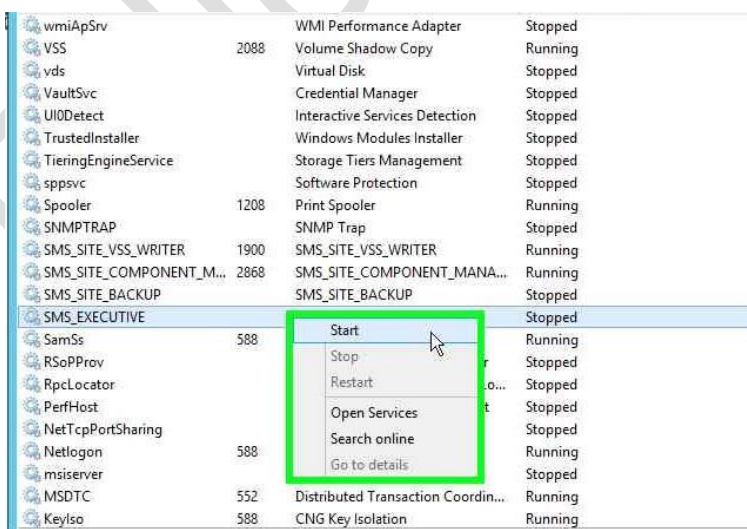 wmiApSrv WMI Performance Adapter Stopped
VSS 2088 Volume Shadow Copy Running
vds Virtual Disk Stopped
VaultSvc Credential Manager Stopped
UI0Detect Interactive Services Detection Stopped
TrustedInstaller Windows Modules Installer Stopped
TieringEngineService Storage Tiers Management Stopped
sppsvc Software Protection Stopped
Spooler 1208 Print Spooler Running
SNMPTRAP SNMP Trap Stopped
SMS_SITE_VSS_WRITER 1900 SMS_SITE_VSS_WRITER Running
SMS_SITE_COMPONENT_M... 2868 SMS_SITE_COMPONENT_MANA... Running
SMS_SITE_BACKUP SMS_SITE_BACKUP Stopped
SMS_EXECUTIVE Stopped
Start
SamSs 588 Running
Stop
RSoPProv r Stopped
Restart
RpcLocator .o... Stopped
PerfHost t Stopped
Open Services
NetTcpPortSharing Stopped
Search online
Netlogon 588 Running
Go to details
msiserver Stopped
MSDTC 552 Distributed Transaction Coordin... Running
KeyIso 588 CNG Key Isolation Running